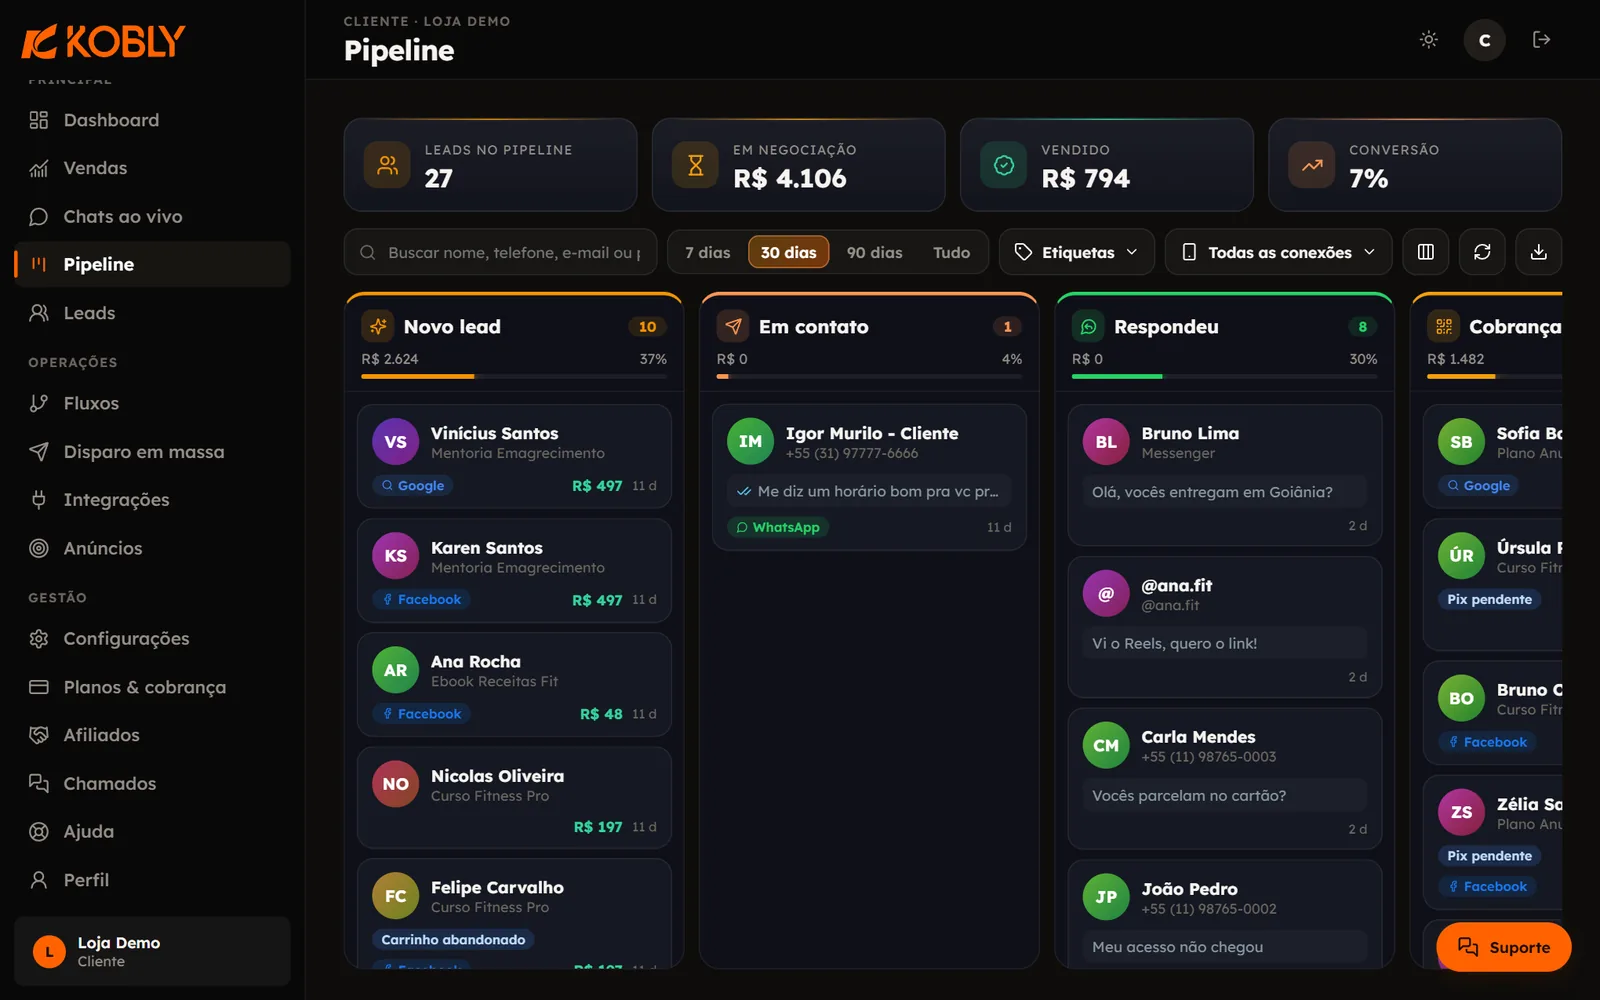 KOBLY
PRINCIPAL
Dashboard
Vendas
Chats ao vivo
Pipeline
Leads
OPERAÇÕES
Fluxos
Disparo em massa
Integrações
Anúncios
GESTÃO
Configurações
Planos & cobrança
Afiliados
Chamados
Ajuda
Perfil
L
Loja Demo
Cliente
CLIENTE · LOJA DEMO
Pipeline
C
LEADS NO PIPELINE
27
EM NEGOCIAÇÃO
R$ 4.106
VENDIDO
R$ 794
CONVERSÃO
7%
Buscar nome, telefone, e-mail ou
7 dias
30 dias
90 dias
Tudo
Etiquetas
Todas as conexões
Novo lead
10
R$ 2.624
37%
VS
Vinícius Santos
Mentoria Emagrecimento
Google
R$ 497
11 d
KS
Karen Santos
Mentoria Emagrecimento
Facebook
R$ 497
11 d
AR
Ana Rocha
Ebook Receitas Fit
Facebook
R$ 48
11 d
NO
Nicolas Oliveira
Curso Fitness Pro
R$ 197
11 d
FC
Felipe Carvalho
Curso Fitness Pro
Carrinho abandonado
Em contato
1
R$ 0
4%
IM
Igor Murilo - Cliente
+55 (31) 97777-6666
Me diz um horário bom pra vc pr...
WhatsApp
11 d
Respondeu
8
R$ 0
30%
BL
Bruno Lima
Messenger
Olá, vocês entregam em Goiânia?
2 d
@
@ana.fit
@ana.fit
Vi o Reels, quero o link!
2 d
CM
Carla Mendes
+55 (11) 98765-0003
Vocês parcelam no cartão?
2 d
JP
João Pedro
+55 (11) 98765-0002
Meu acesso não chegou
Cobrança
R$ 1.482
SB
Sofia
Plano
Google
ÚR
Úrsula
Curso
Pix pendente
BO
Bruno
Curso
Facebook
ZS
Zélia
Plano
Pix pendente
Facebook
Suporte